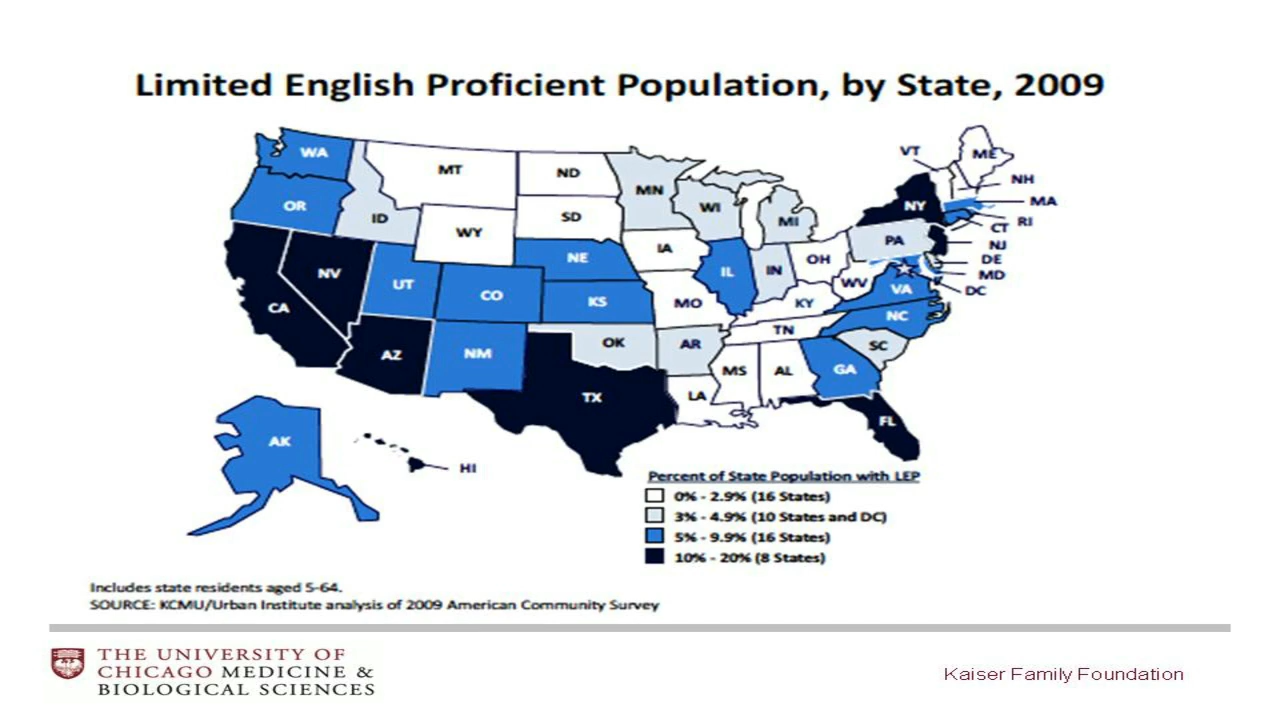 Limited English Proficient Population, by State, 2009
WA
MT
ND
MN
VT
ME
NH
OR
ID
SD
WI
MI
NY
MA
RI
CT
WY
IA
PA
NJ
NV
UT
NE
IL
IN
OH
DE
MD
WV
VA
DC
CA
CO
KS
MO
KY
NC
AZ
NM
OK
AR
TN
SC
TX
MS
AL
GA
LA
FL
AK
HI
Percent of State Population with LEP
0% - 2.9% (16 States)
3% - 4.9% (10 States and DC)
5% - 9.9% (16 States)
10% - 20% (8 States)
Includes state residents aged 5-64.
SOURCE: KCMU/Urban Institute analysis of 2009 American Community Survey
THE UNIVERSITY OF
CHICAGO MEDICINE &
BIOLOGICAL SCIENCES
Kaiser Family Foundation